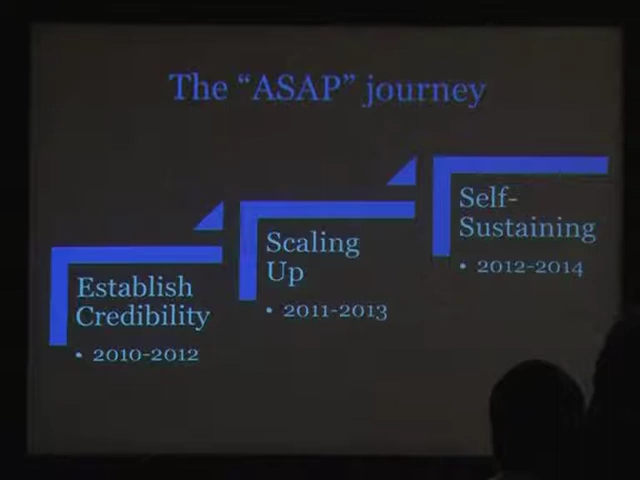 The “ASAP” journey
Establish
Credibility
• 2010-2012
Scaling
Up
• 2011-2013
Self-
Sustaining
• 2012-2014